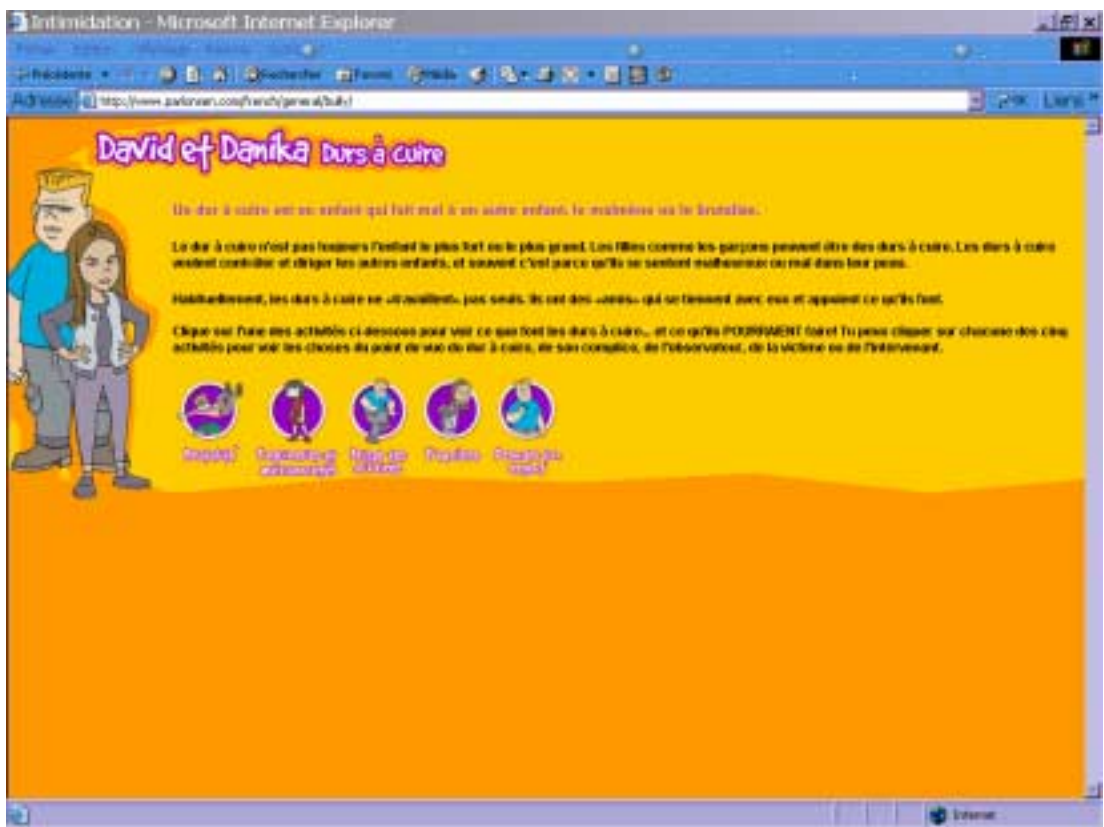 Intimidation - Microsoft Internet Explorer
Précédente Rechercher Favoris Média
Adresse http://www.parlonsen.com/french/general/bully/ OK Liens »
David et Danika Durs à cuire
Un dur à cuire est un enfant qui fait mal à un autre enfant, le malmène ou le brutalise.
Le dur à cuire n'est pas toujours l'enfant le plus fort ou le plus grand. Les filles comme les garçons peuvent être des durs à cuire. Les durs à cuire
veulent contrôler et diriger les autres enfants, et souvent c'est parce qu'ils se sentent malheureux ou mal dans leur peau.
Habituellement, les durs à cuire ne «travaillent» pas seuls. Ils ont des «amis» qui se tiennent avec eux et appuient ce qu'ils font.
Clique sur l'une des activités ci-dessous pour voir ce que font les durs à cuire... et ce qu'ils POURRAIENT faire! Tu peux cliquer sur chacune des cinq
activités pour voir les choses du point de vue du dur à cuire, de son complice, de l'observateur, de la victime ou de l'intervenant.
Internet